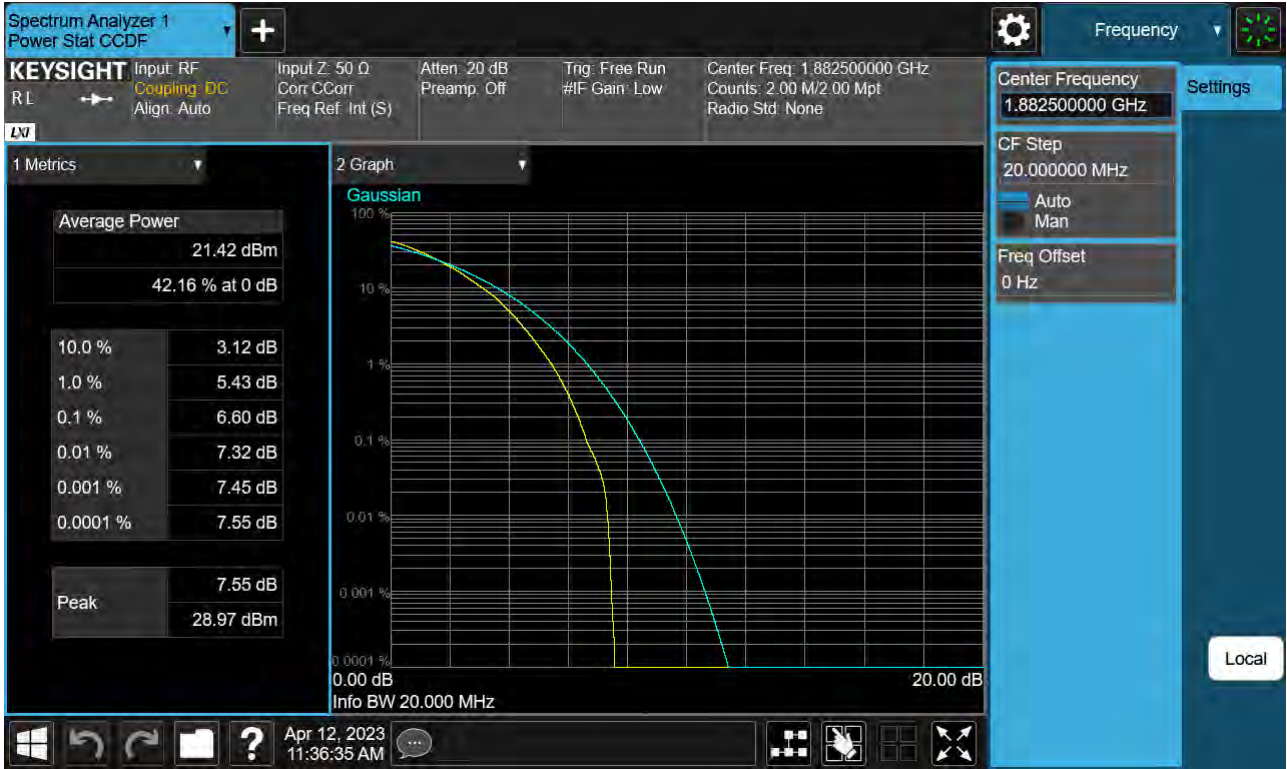 Spectrum Analyzer 1
Power Stat CCDF
Frequency
KEYSIGHT
R L
LXI
Input: RF
Coupling: DC
Align: Auto
Input Z: 50 Ω
Corr CCorr
Freq Ref: Int (S)
Atten: 20 dB
Preamp: Off
Trig: Free Run
#IF Gain: Low
Center Freq: 1.882500000 GHz
Counts: 2.00 M/2.00 Mpt
Radio Std: None
1 Metrics
Average Power
21.42 dBm
42.16 % at 0 dB
10.0 % 3.12 dB
1.0 % 5.43 dB
0.1 % 6.60 dB
0.01 % 7.32 dB
0.001 % 7.45 dB
0.0001 % 7.55 dB
Peak
7.55 dB
28.97 dBm
2 Graph
Gaussian
100 %
10 %
1 %
0.1 %
0.01 %
0.001 %
0.0001 %
0.00 dB 20.00 dB
Info BW 20.000 MHz
Center Frequency
1.882500000 GHz
CF Step
20.000000 MHz
Auto
Man
Freq Offset
0 Hz
Settings
Local
?
Apr 12, 2023
11:36:35 AM